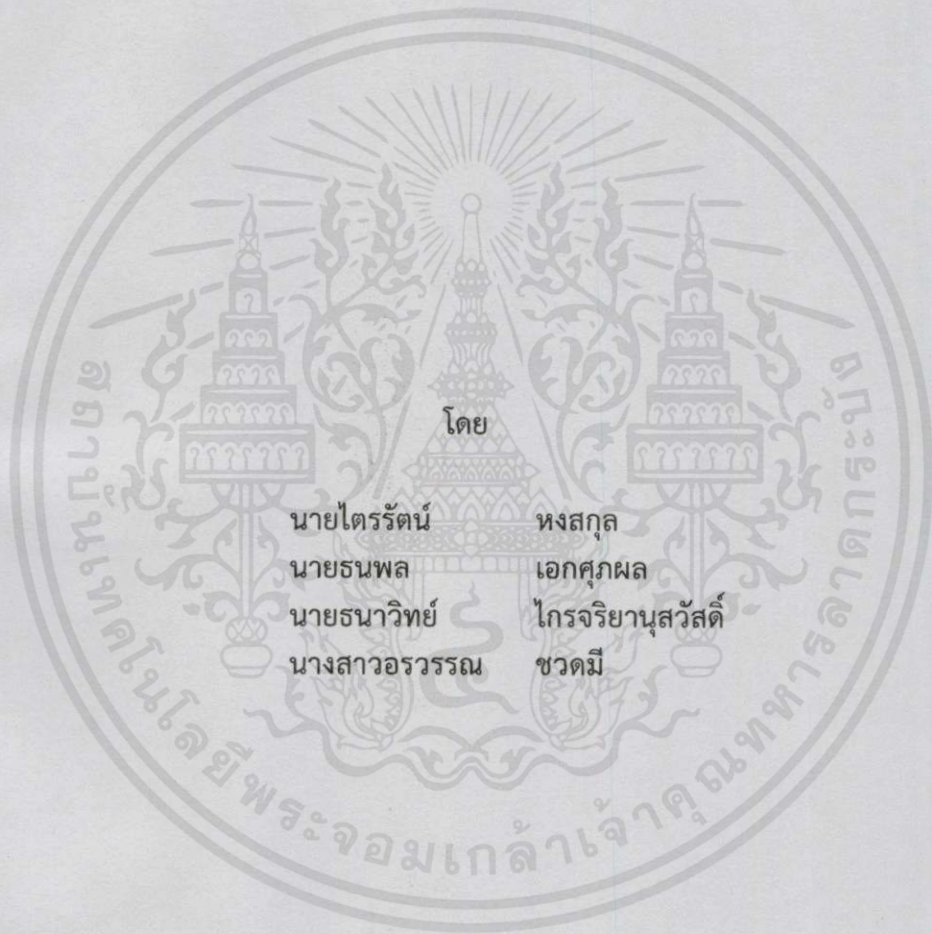 โดย
นายไตรรัตน์ หงสกุล
นายธนพล เอกศุภผล
นายธนาวิทย์ ไกรจริยานุสวัสดิ์
นางสาวอรวรรณ ชวดมี
สถาบันเทคโนโลยีพระจอมเกล้าเจ้าคุณทหารลาดกระบัง